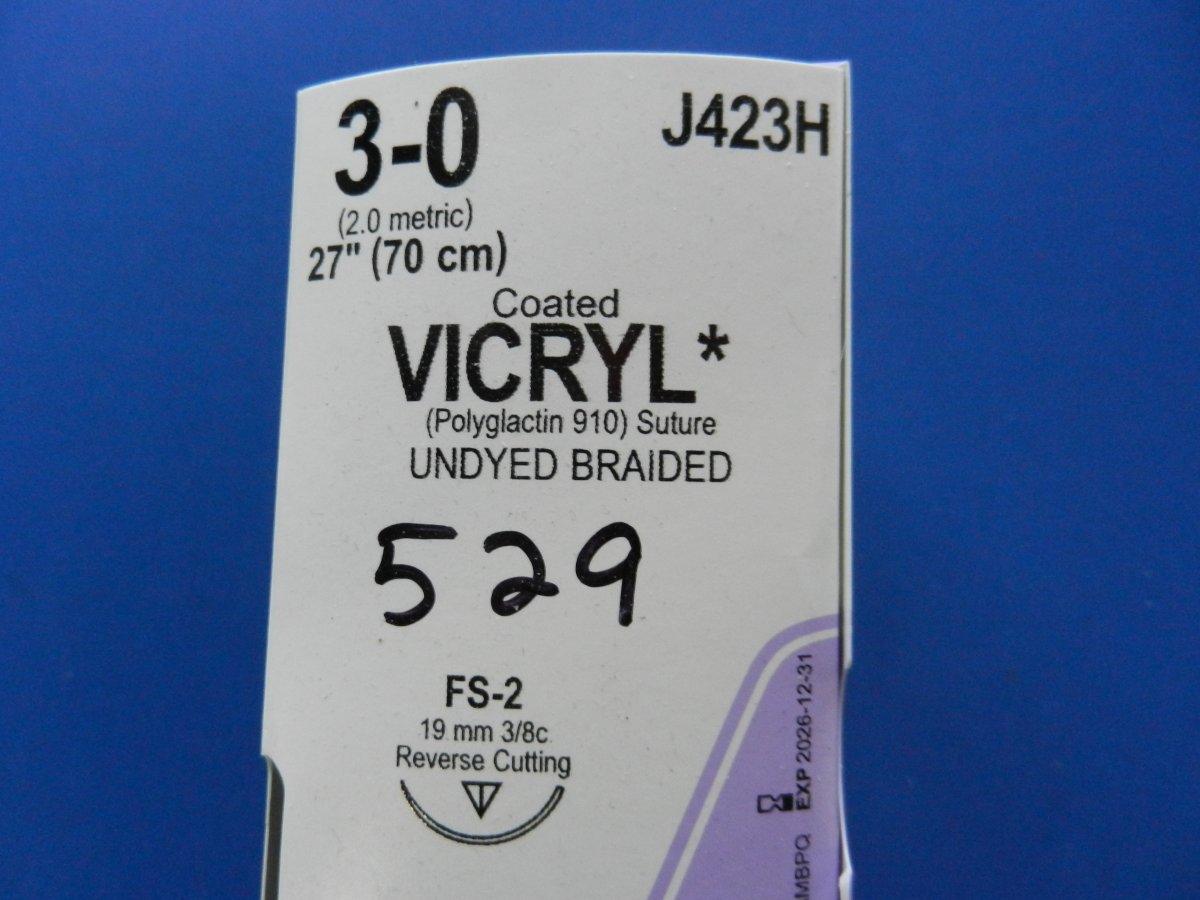 3-0
J423H
(2.0 metric)
27" (70 cm)
Coated
VICRYL*
(Polyglactin 910) Suture
UNDYED BRAIDED
529
FS-2
19 mm 3/8c
Reverse Cutting
EXP 2026-12-31